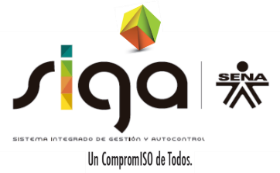 siga
SENA
SISTEMA INTEGRADO DE GESTIÓN Y AUTOCONTROL
Un CompromISO de Todos.